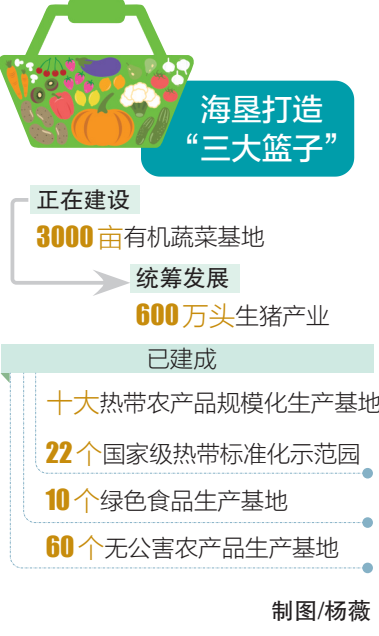 海垦打造
“三大篮子”
正在建设
3000亩有机蔬菜基地
统筹发展
600万头生猪产业
已建成
十大热带农产品规模化生产基地
22个国家级热带标准化示范园
10个绿色食品生产基地
60个无公害农产品生产基地
制图/杨薇